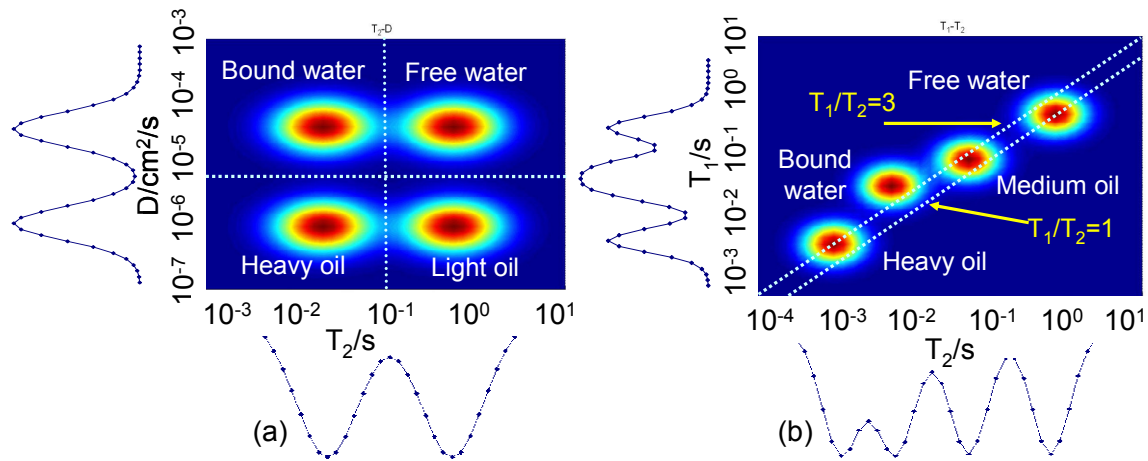 T₂-D
10⁻³
10⁻⁴
10⁻⁵
10⁻⁶
10⁻⁷
D/cm²/s
Bound water
Free water
Heavy oil
Light oil
10⁻³ 10⁻² 10⁻¹ 10⁰ 10¹
T₂/s
(a)
T₁-T₂
10¹
10⁰
10⁻¹
10⁻²
10⁻³
T₁/s
Free water
T₁/T₂=3
Bound
water
Medium oil
T₁/T₂=1
Heavy oil
10⁻⁴ 10⁻³ 10⁻² 10⁻¹ 10⁰ 10¹
T₂/s
(b)